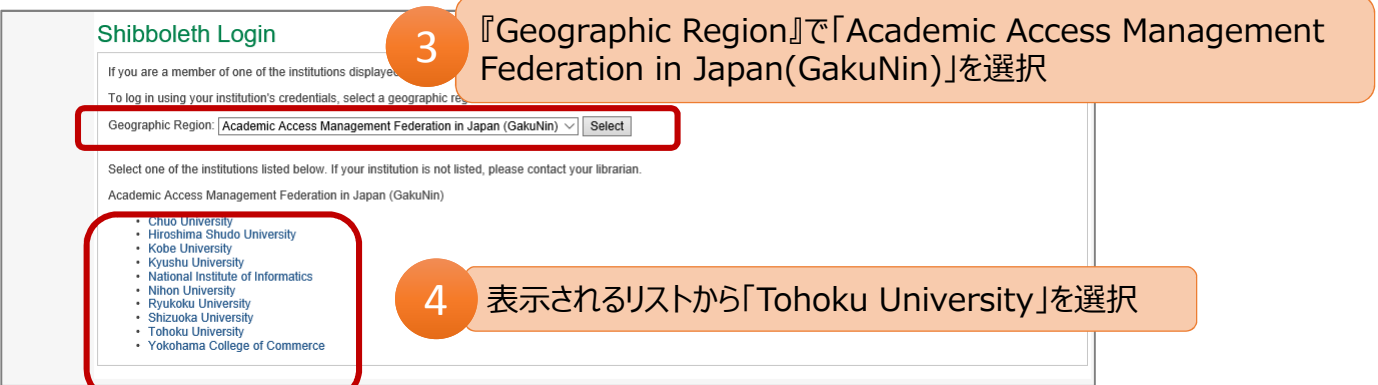 Shibboleth Login
3
『Geographic Region』で「Academic Access Management
Federation in Japan(GakuNin)」を選択
If you are a member of one of the institutions displaye
To log in using your institution's credentials, select a geographic reg
Geographic Region: Academic Access Management Federation in Japan (GakuNin) Select
Select one of the institutions listed below. If your institution is not listed, please contact your librarian.
Academic Access Management Federation in Japan (GakuNin)
• Chuo University
• Hiroshima Shudo University
• Kobe University
• Kyushu University
• National Institute of Informatics
• Nihon University
• Ryukoku University
• Shizuoka University
• Tohoku University
• Yokohama College of Commerce
4
表示されるリストから「Tohoku University」を選択